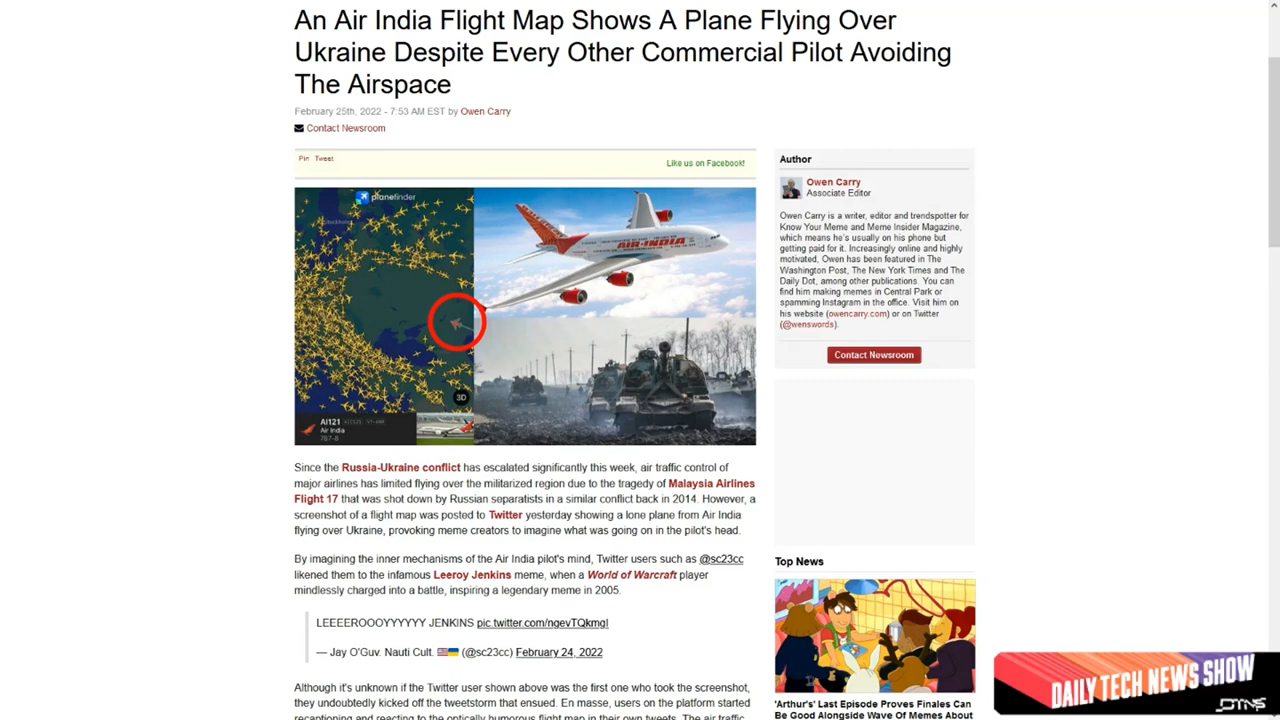 An Air India Flight Map Shows A Plane Flying Over
Ukraine Despite Every Other Commercial Pilot Avoiding
The Airspace
February 25th, 2022 - 7:53 AM EST by Owen Carry
Contact Newsroom
Pin Tweet
Like us on Facebook!
planefinder
AIR-INDIA
3D
AI121
Air India
787-8
Since the Russia-Ukraine conflict has escalated significantly this week, air traffic control of
major airlines has limited flying over the militarized region due to the tragedy of Malaysia Airlines
Flight 17 that was shot down by Russian separatists in a similar conflict back in 2014. However, a
screenshot of a flight map was posted to Twitter yesterday showing a lone plane from Air India
flying over Ukraine, provoking meme creators to imagine what was going on in the pilot's head.
By imagining the inner mechanisms of the Air India pilot's mind, Twitter users such as @sc23cc
likened them to the infamous Leeroy Jenkins meme, when a World of Warcraft player
mindlessly charged into a battle, inspiring a legendary meme in 2005.
LEEEEROOOYYYYYY JENKINS pic.twitter.com/ngevTQkmgl
— Jay O'Guv. Nauti Cult. 🇺🇸🇺🇦 (@sc23cc) February 24, 2022
Although it's unknown if the Twitter user shown above was the first one who took the screenshot,
they undoubtedly kicked off the tweetstorm that ensued. En masse, users on the platform started
recaptioning and reacting to the optically humorous flight map in their own tweets. The air traffic
Author
Owen Carry
Associate Editor
Owen Carry is a writer, editor and trendspotter for
Know Your Meme and Meme Insider Magazine,
which means he's usually on his phone but
getting paid for it. Increasingly online and highly
motivated, Owen has been featured in The
Washington Post, The New York Times and The
Daily Dot, among other publications. You can
find him making memes in Central Park or
spamming Instagram in the office. Visit him on
his website (owencarry.com) or on Twitter
(@wenswords).
Contact Newsroom
Top News
'Arthur's' Last Episode Proves Finales Can
Be Good Alongside Wave Of Memes About
DAILY TECH NEWS SHOW
DTNS